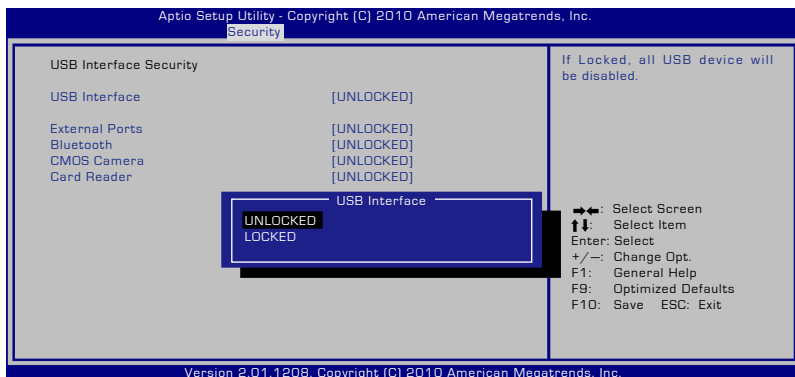 Aptio Setup Utility - Copyright (C) 2010 American Megatrends, Inc.
Security
USB Interface Security
USB Interface [UNLOCKED]
External Ports [UNLOCKED]
Bluetooth [UNLOCKED]
CMOS Camera [UNLOCKED]
Card Reader [UNLOCKED]
USB Interface
UNLOCKED
LOCKED
If Locked, all USB device will
be disabled.
→←: Select Screen
↑↓: Select Item
Enter: Select
+/—: Change Opt.
F1: General Help
F9: Optimized Defaults
F10: Save ESC: Exit
Version 2.01.1208. Copyright (C) 2010 American Megatrends, Inc.